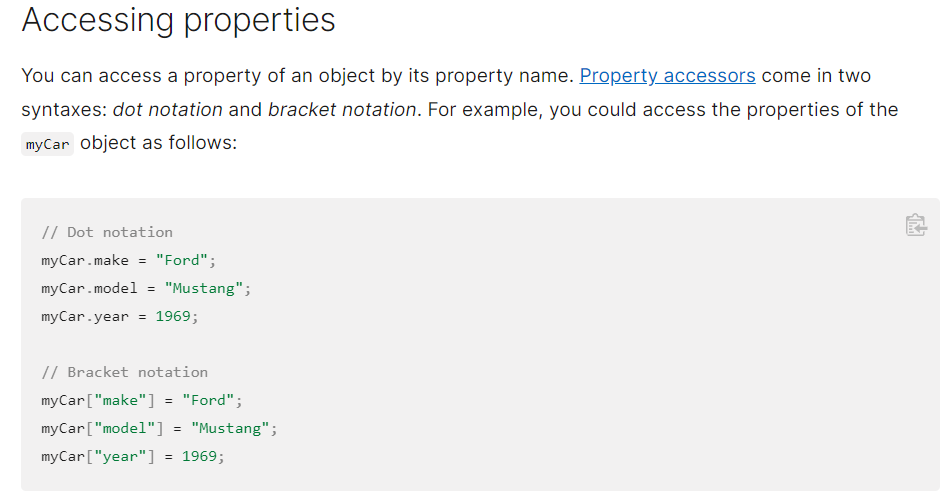 Accessing properties
You can access a property of an object by its property name. Property accessors come in two
syntaxes: dot notation and bracket notation. For example, you could access the properties of the
myCar object as follows:
// Dot notation
myCar.make = "Ford";
myCar.model = "Mustang";
myCar.year = 1969;
// Bracket notation
myCar["make"] = "Ford";
myCar["model"] = "Mustang";
myCar["year"] = 1969;